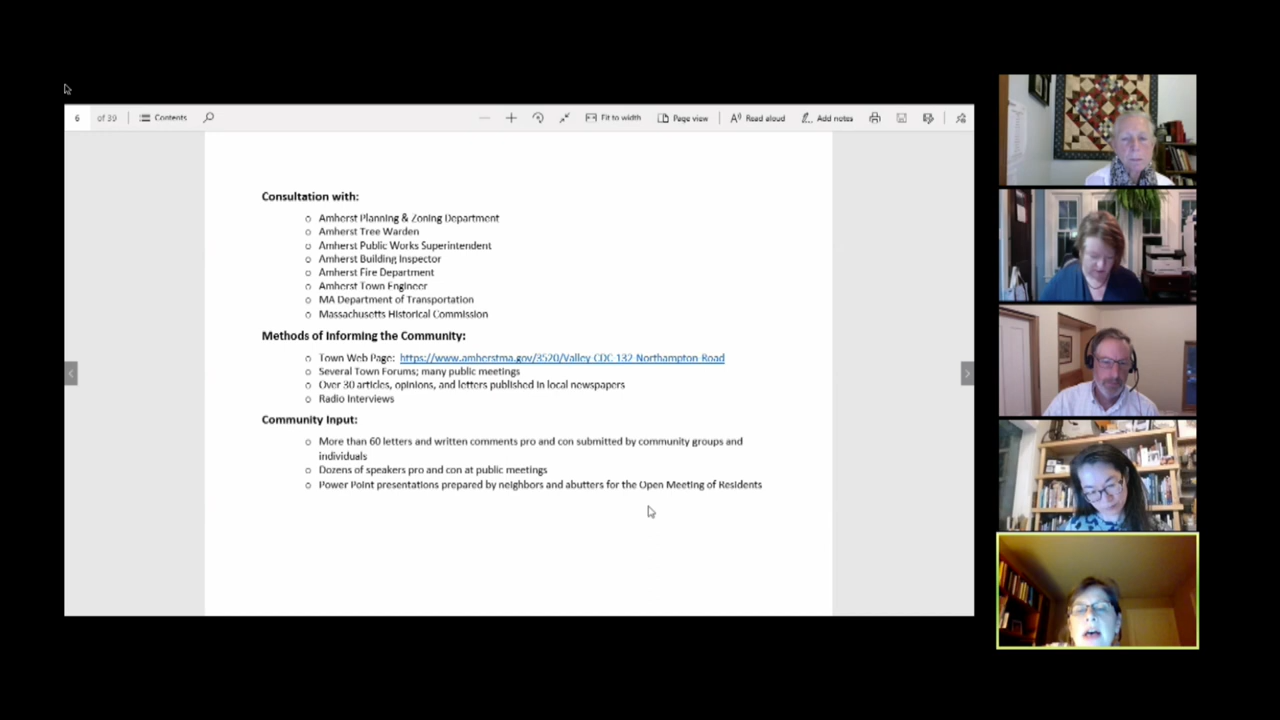 6 of 39 Contents Fit to width Page view Read aloud Add notes
Consultation with:
o Amherst Planning & Zoning Department
o Amherst Tree Warden
o Amherst Public Works Superintendent
o Amherst Building Inspector
o Amherst Fire Department
o Amherst Town Engineer
o MA Department of Transportation
o Massachusetts Historical Commission
Methods of Informing the Community:
o Town Web Page: https://www.amherstma.gov/3520/Valley-CDC-132-Northampton-Road
o Several Town Forums; many public meetings
o Over 30 articles, opinions, and letters published in local newspapers
o Radio Interviews
Community Input:
o More than 60 letters and written comments pro and con submitted by community groups and
individuals
o Dozens of speakers pro and con at public meetings
o Power Point presentations prepared by neighbors and abutters for the Open Meeting of Residents